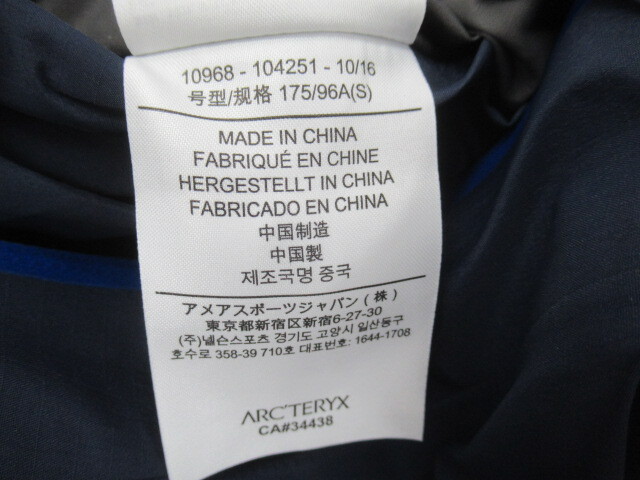 10968 - 104251 - 10/16
号型/规格 175/96A(S)
MADE IN CHINA
FABRIQUÉ EN CHINE
HERGESTELLT IN CHINA
FABRICADO EN CHINA
中国制造
中国製
제조국명 중국
アメアスポーツジャパン(株)
東京都新宿区新宿6-27-30
(주)넬슨스포츠 경기도 고양시 일산동구
호수로 358-39 710호 대표번호: 1644-1708
ARC'TERYX
CA#34438